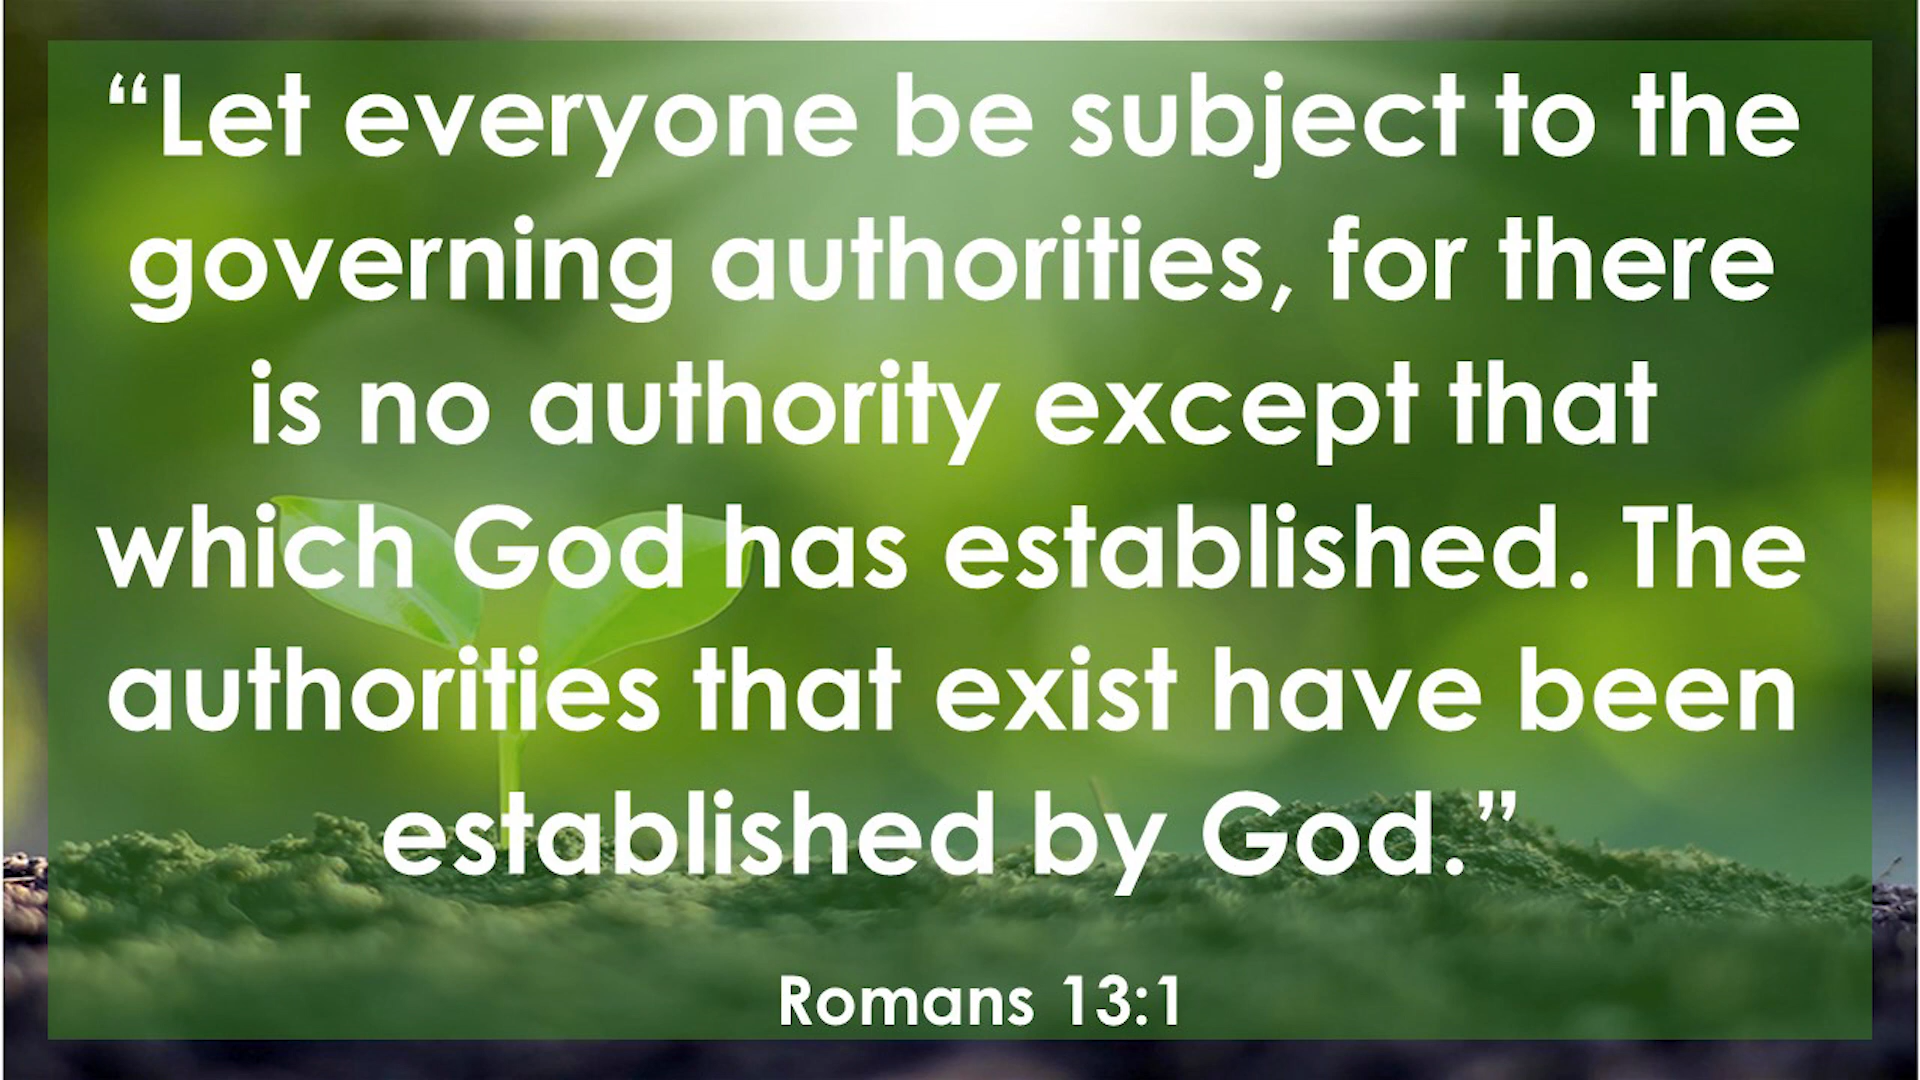 “Let everyone be subject to the
governing authorities, for there
is no authority except that
which God has established. The
authorities that exist have been
established by God.”
Romans 13:1